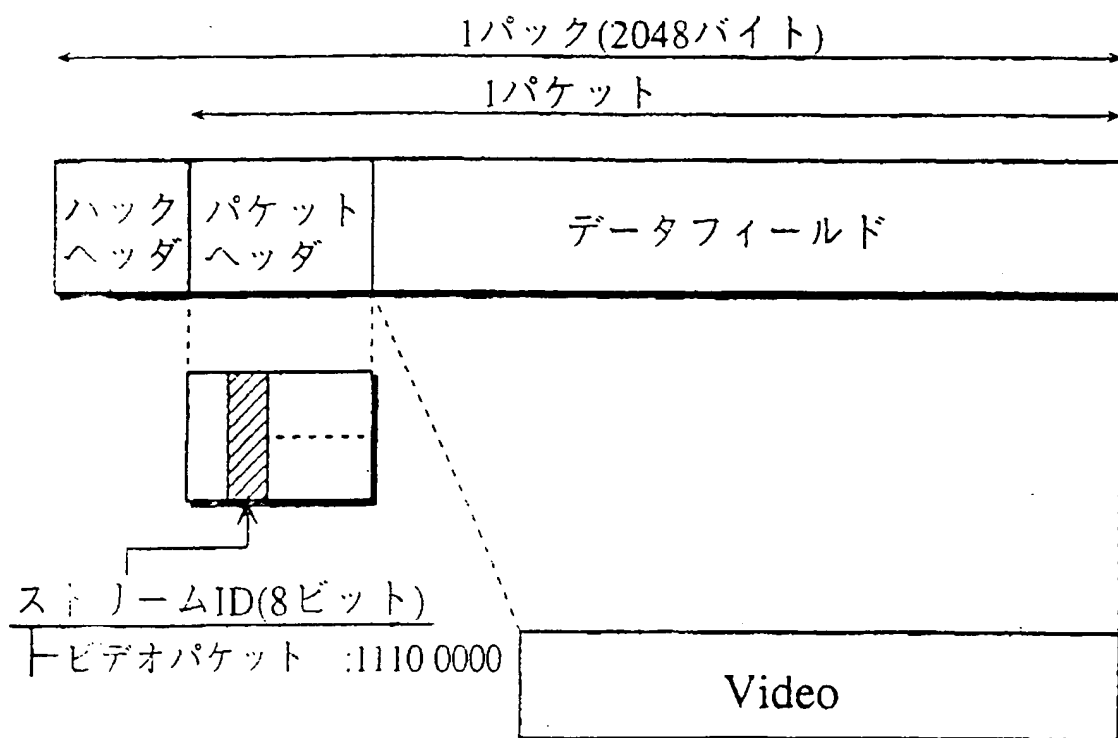 1パック(2048バイト)
1パケット
ハック
ヘッダ
パケット
ヘッダ
データフィールド
ストリームID(8ビット)
ビデオパケット :1110 0000
Video